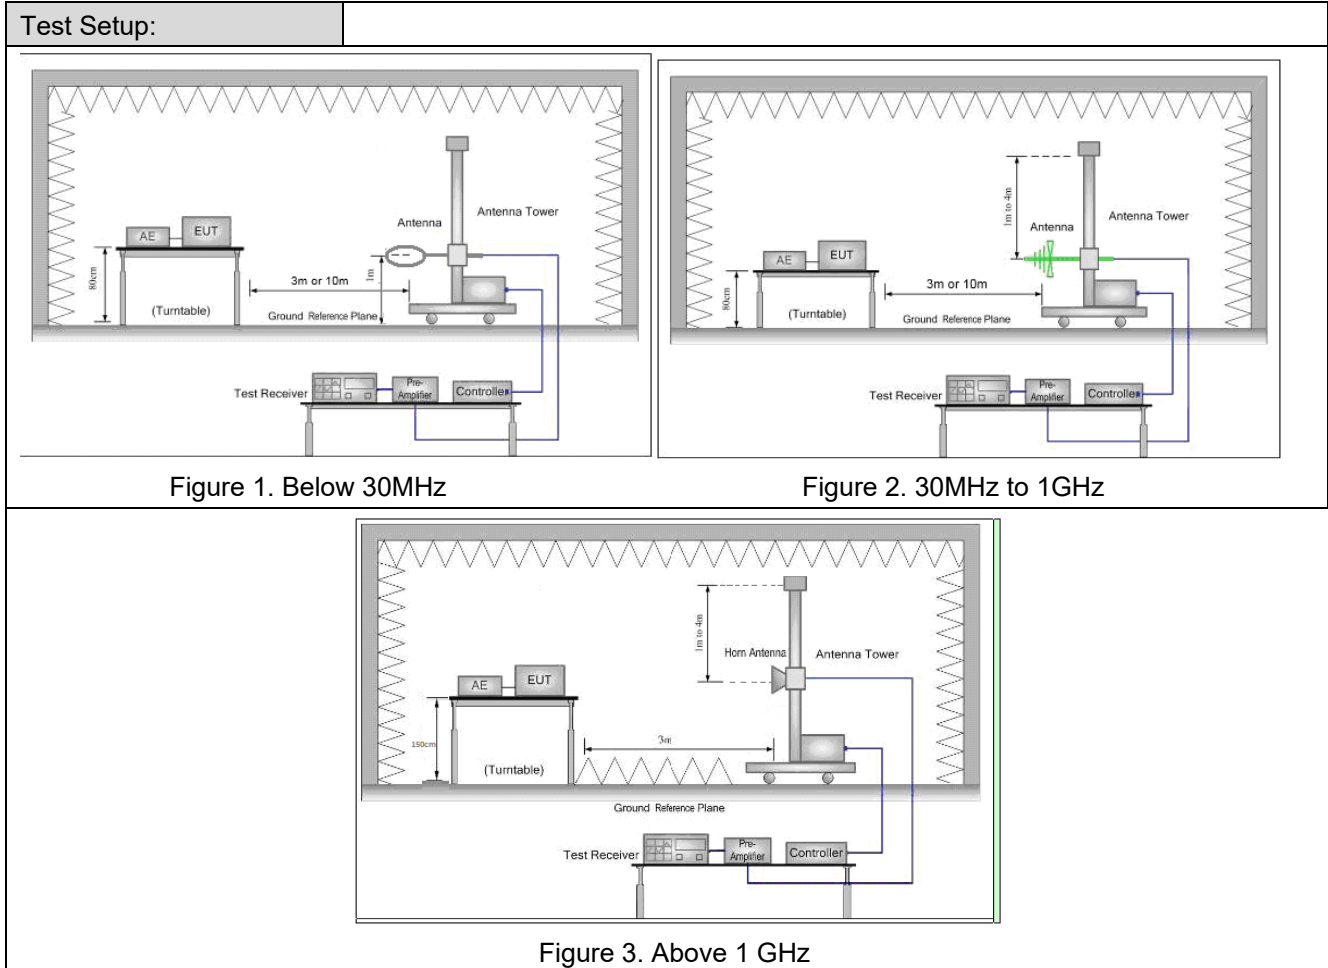 Test Setup:
Antenna Tower
Antenna
AE
EUT
80cm
1m
3m or 10m
(Turntable)
Ground Reference Plane
Test Receiver
Pre-
Amplifier
Controller
Figure 1. Below 30MHz
1m to 4m
Antenna Tower
Antenna
AE
EUT
80cm
3m or 10m
(Turntable)
Ground Reference Plane
Test Receiver
Pre-
Amplifier
Controller
Figure 2. 30MHz to 1GHz
1m to 4m
Horn Antenna
Antenna Tower
AE
EUT
150cm
3m
(Turntable)
Ground Reference Plane
Test Receiver
Pre-
Amplifier
Controller
Figure 3. Above 1 GHz